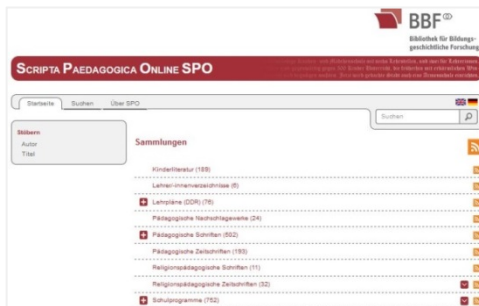 BBF
Bibliothek für Bildungs-
geschichtliche Forschung
SCRIPTA PAEDAGOGICA ONLINE SPO
Startseite Suchen Über SPO
Suchen
Stöbern
Autor
Titel
Sammlungen
Kinderliteratur (188)
Lehrer/-innenverzeichnisse (6)
Lehrpläne (DDR) (76)
Pädagogische Nachschlagewerke (24)
Pädagogische Schriften (502)
Pädagogische Zeitschriften (193)
Religionspädagogische Schriften (11)
Religionspädagogische Zeitschriften (32)
Schulprogramme (752)